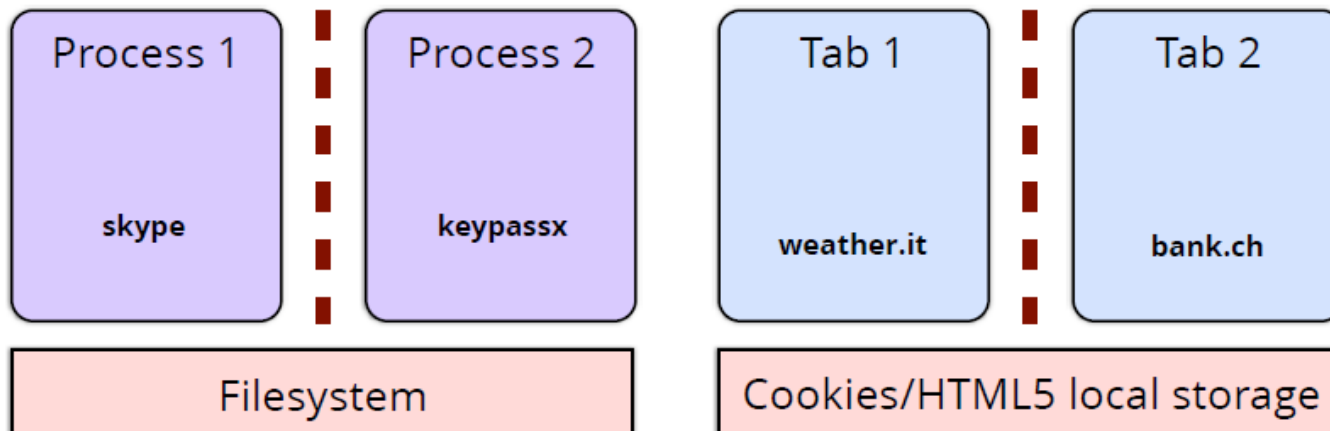 Process 1
Process 2
Tab 1
Tab 2
skype
keypassx
weather.it
bank.ch
Filesystem
Cookies/HTML5 local storage